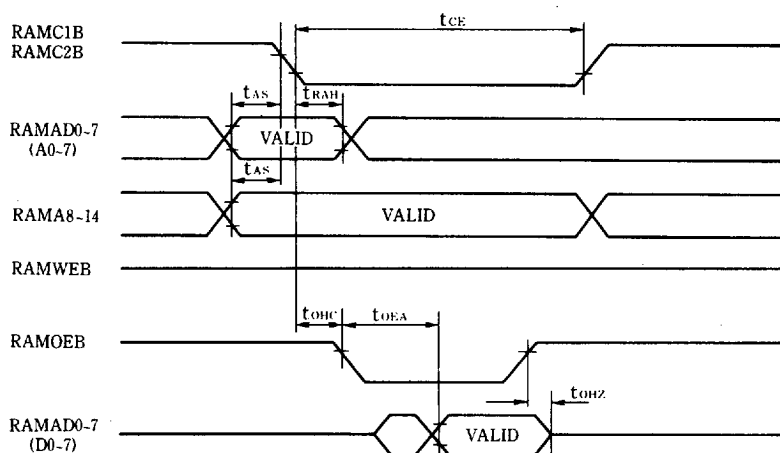 RAMC1B
RAMC2B
tCE
tAS
tRAH
RAMAD0~7
(A0~7)
VALID
tAS
RAMA8~14
VALID
RAMWEB
tOHC
tOEA
RAMOEB
tOHZ
RAMAD0~7
(D0~7)
VALID